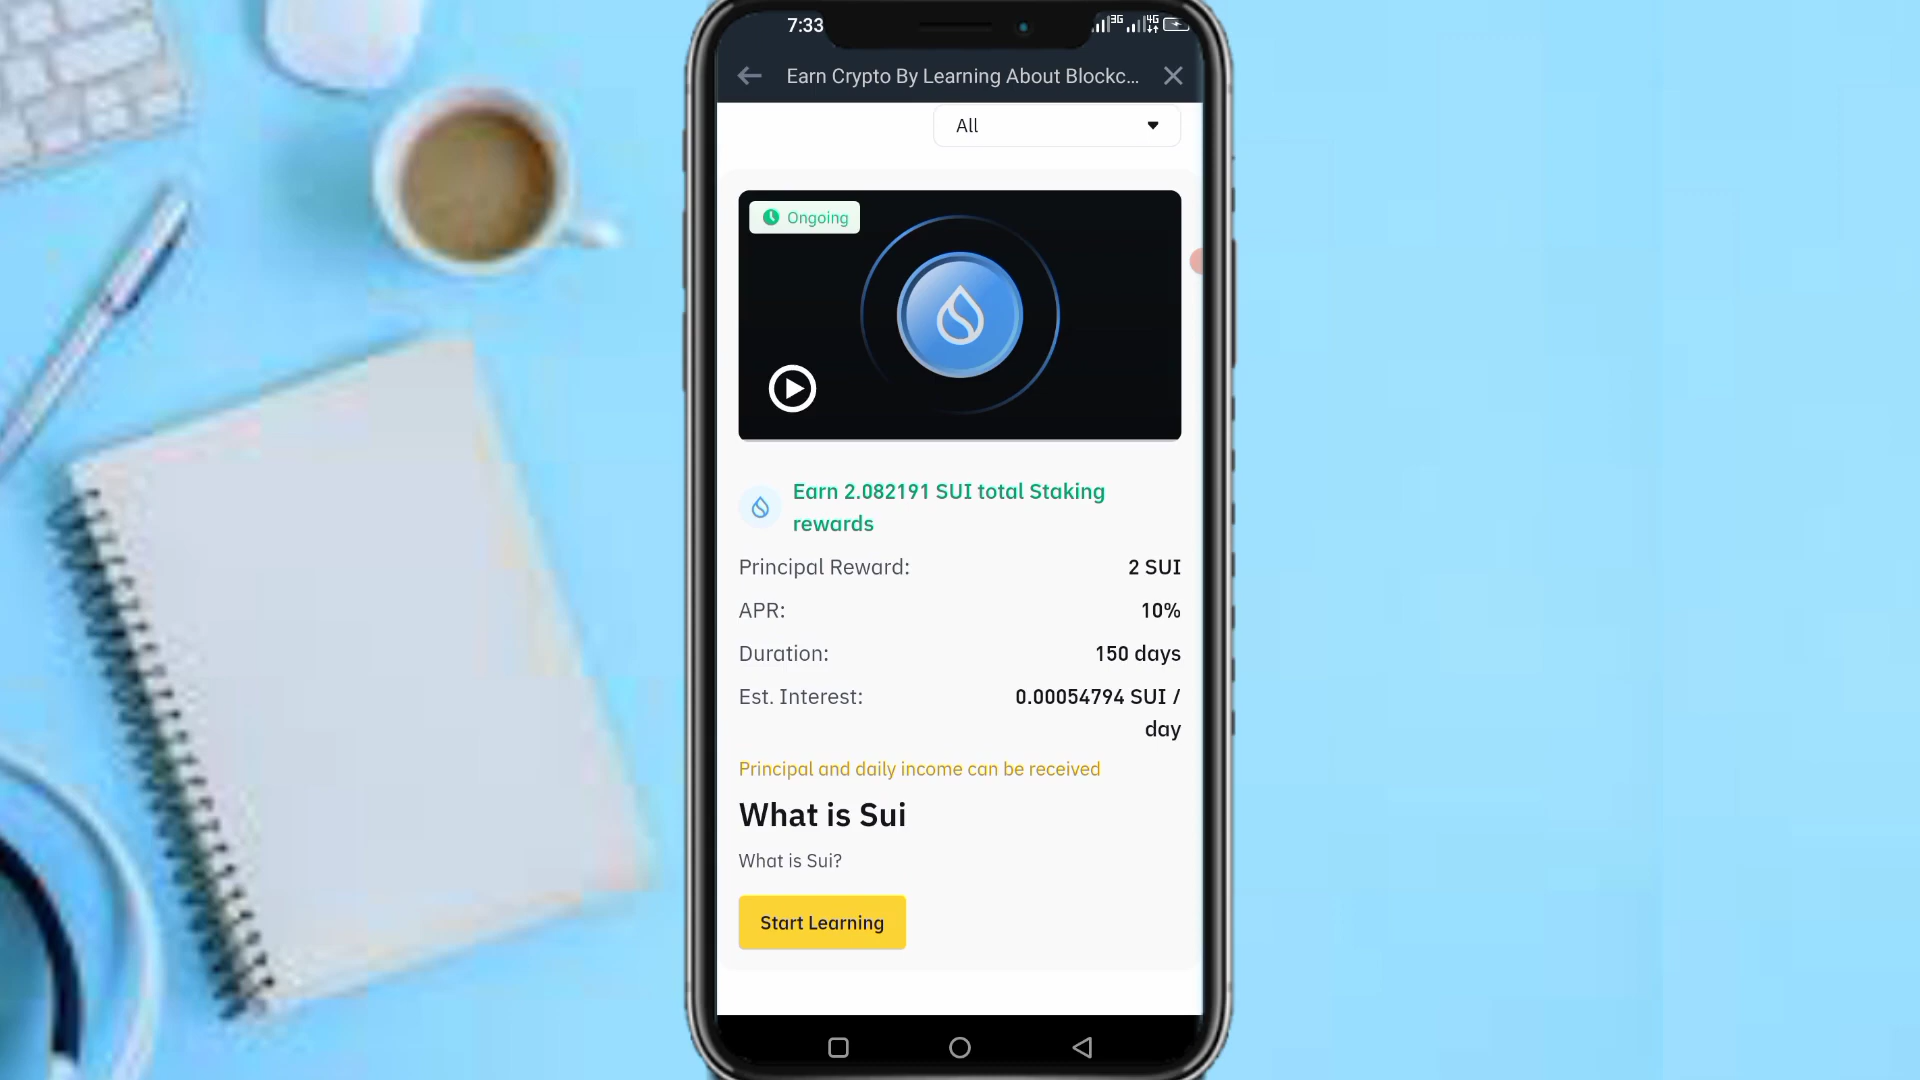 7:33
3G
4G
Earn Crypto By Learning About Blockc...
All
Ongoing
Earn 2.082191 SUI total Staking
rewards
Principal Reward: 2 SUI
APR: 10%
Duration: 150 days
Est. Interest: 0.00054794 SUI /
day
Principal and daily income can be received
What is Sui
What is Sui?
Start Learning